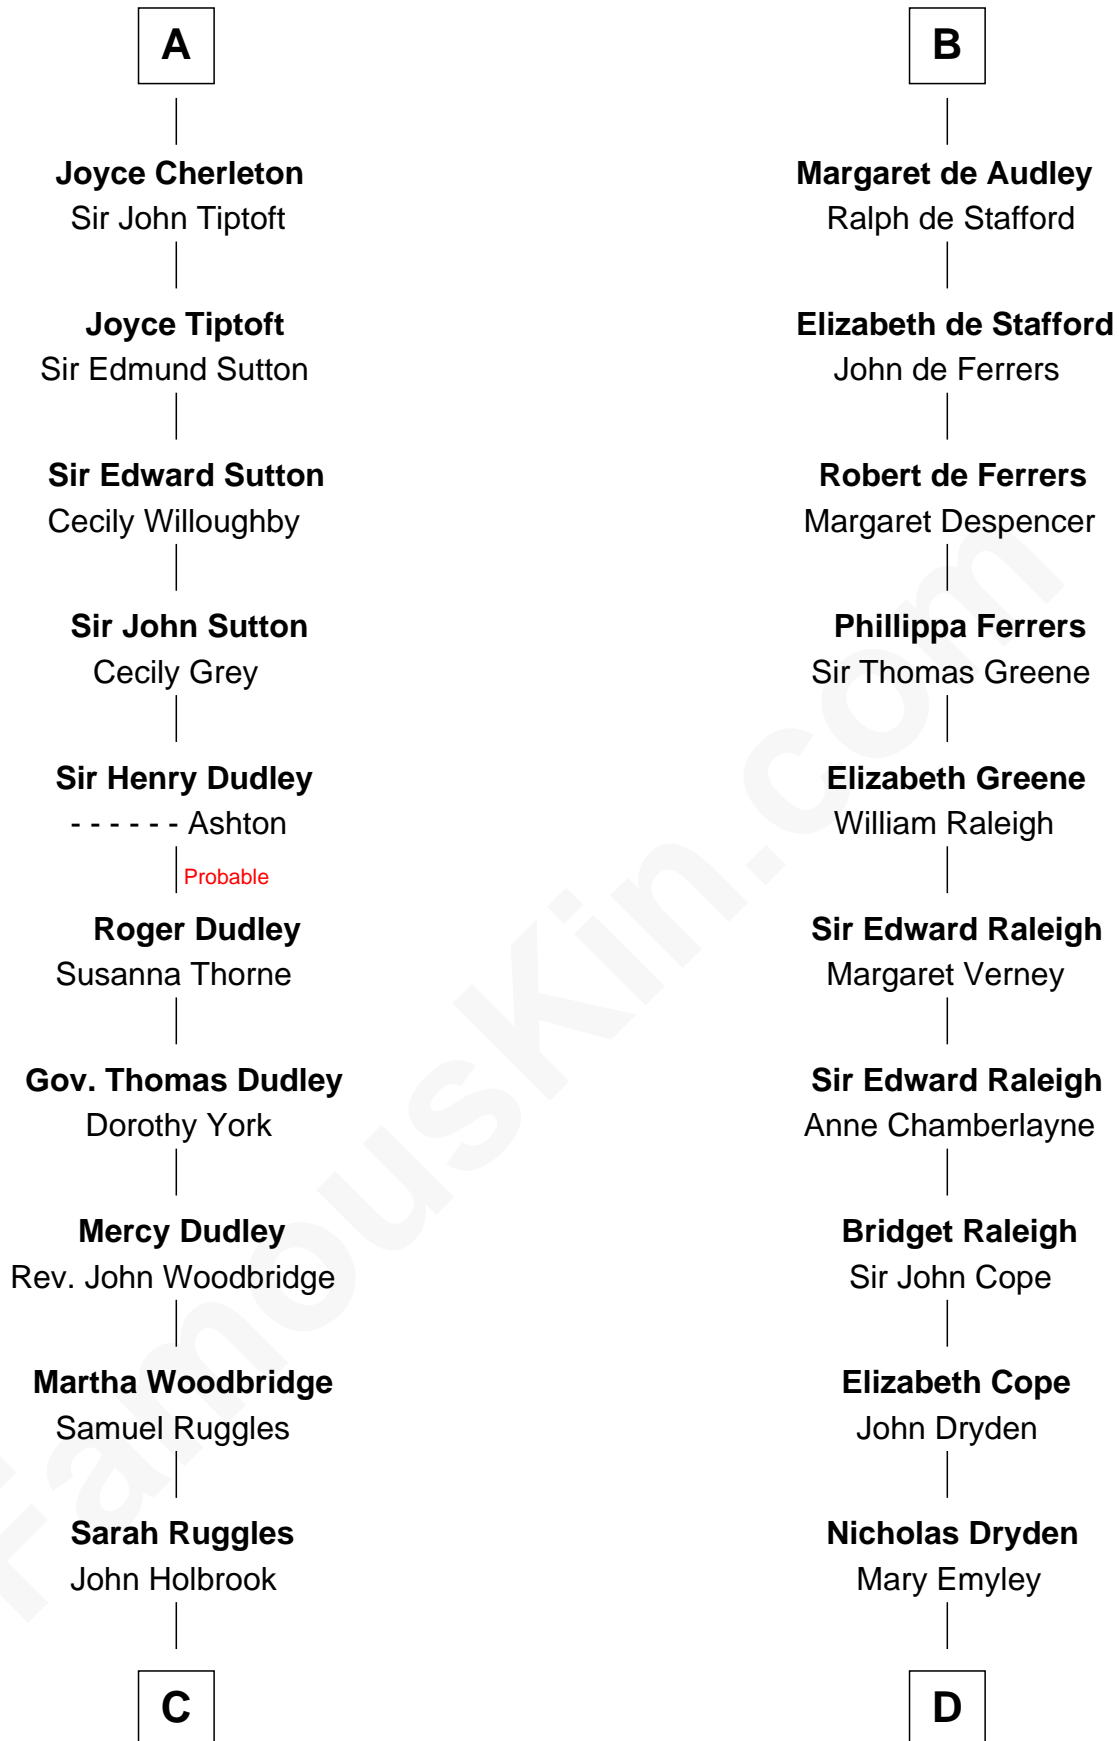 A
Joyce Cherleton
Sir John Tiptoft
Joyce Tiptoft
Sir Edmund Sutton
Sir Edward Sutton
Cecily Willoughby
Sir John Sutton
Cecily Grey
Sir Henry Dudley
- - - - - - Ashton
Probable
Roger Dudley
Susanna Thorne
Gov. Thomas Dudley
Dorothy York
Mercy Dudley
Rev. John Woodbridge
Martha Woodbridge
Samuel Ruggles
Sarah Ruggles
John Holbrook
C
B
Margaret de Audley
Ralph de Stafford
Elizabeth de Stafford
John de Ferrers
Robert de Ferrers
Margaret Despencer
Phillippa Ferrers
Sir Thomas Greene
Elizabeth Greene
William Raleigh
Sir Edward Raleigh
Margaret Verney
Sir Edward Raleigh
Anne Chamberlayne
Bridget Raleigh
Sir John Cope
Elizabeth Cope
John Dryden
Nicholas Dryden
Mary Emyley
D
FamousKin.com